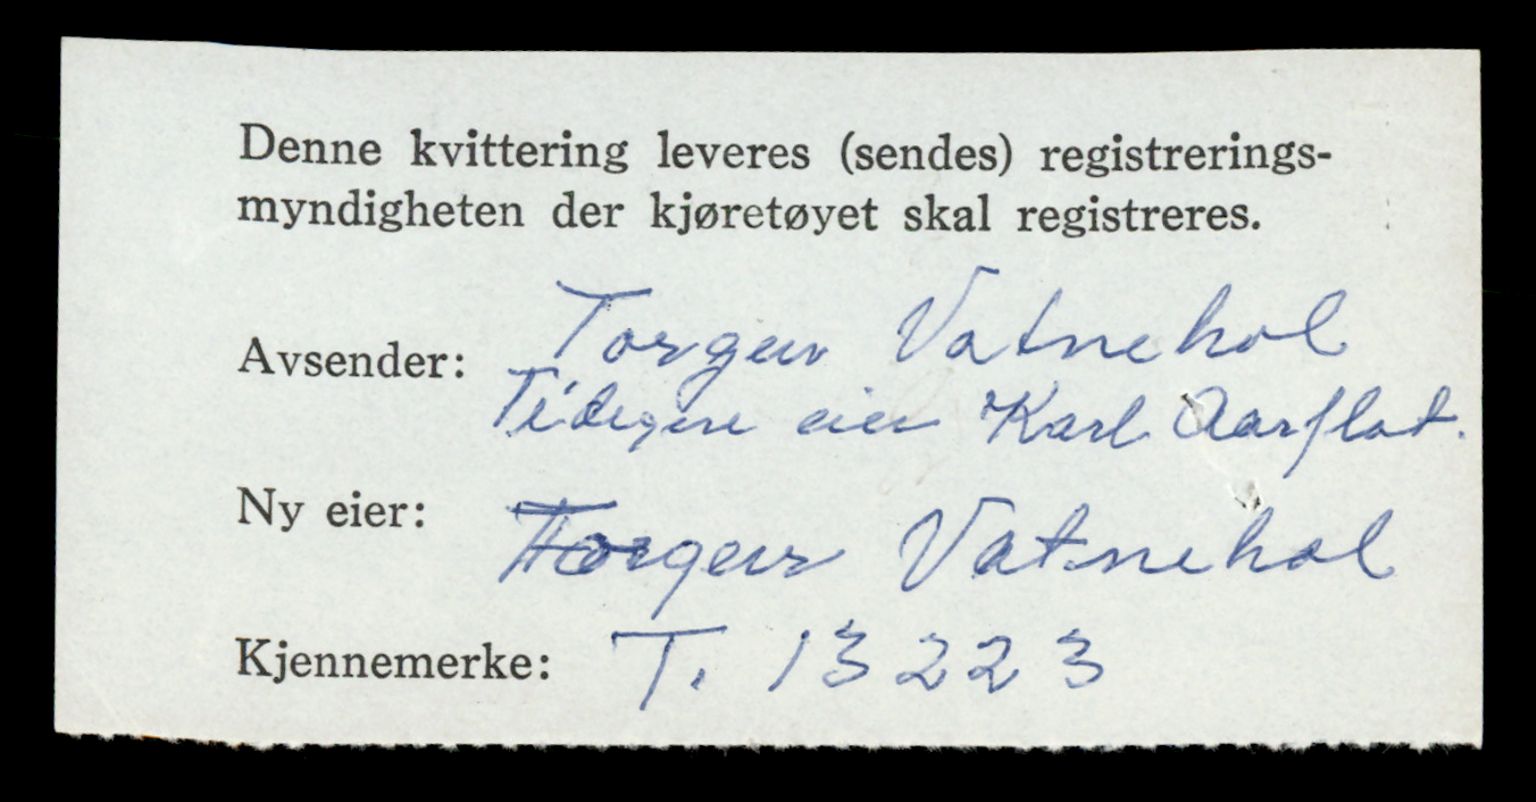 Denne kvittering leveres (sendes) registrerings-
myndigheten der kjøretøyet skal registreres.
Avsender: Torgeir Vatnehol
Tidegere eier Karl Aarflot.
Ny eier: Torgeir Vatnehol
Kjennemerke: T. 13223